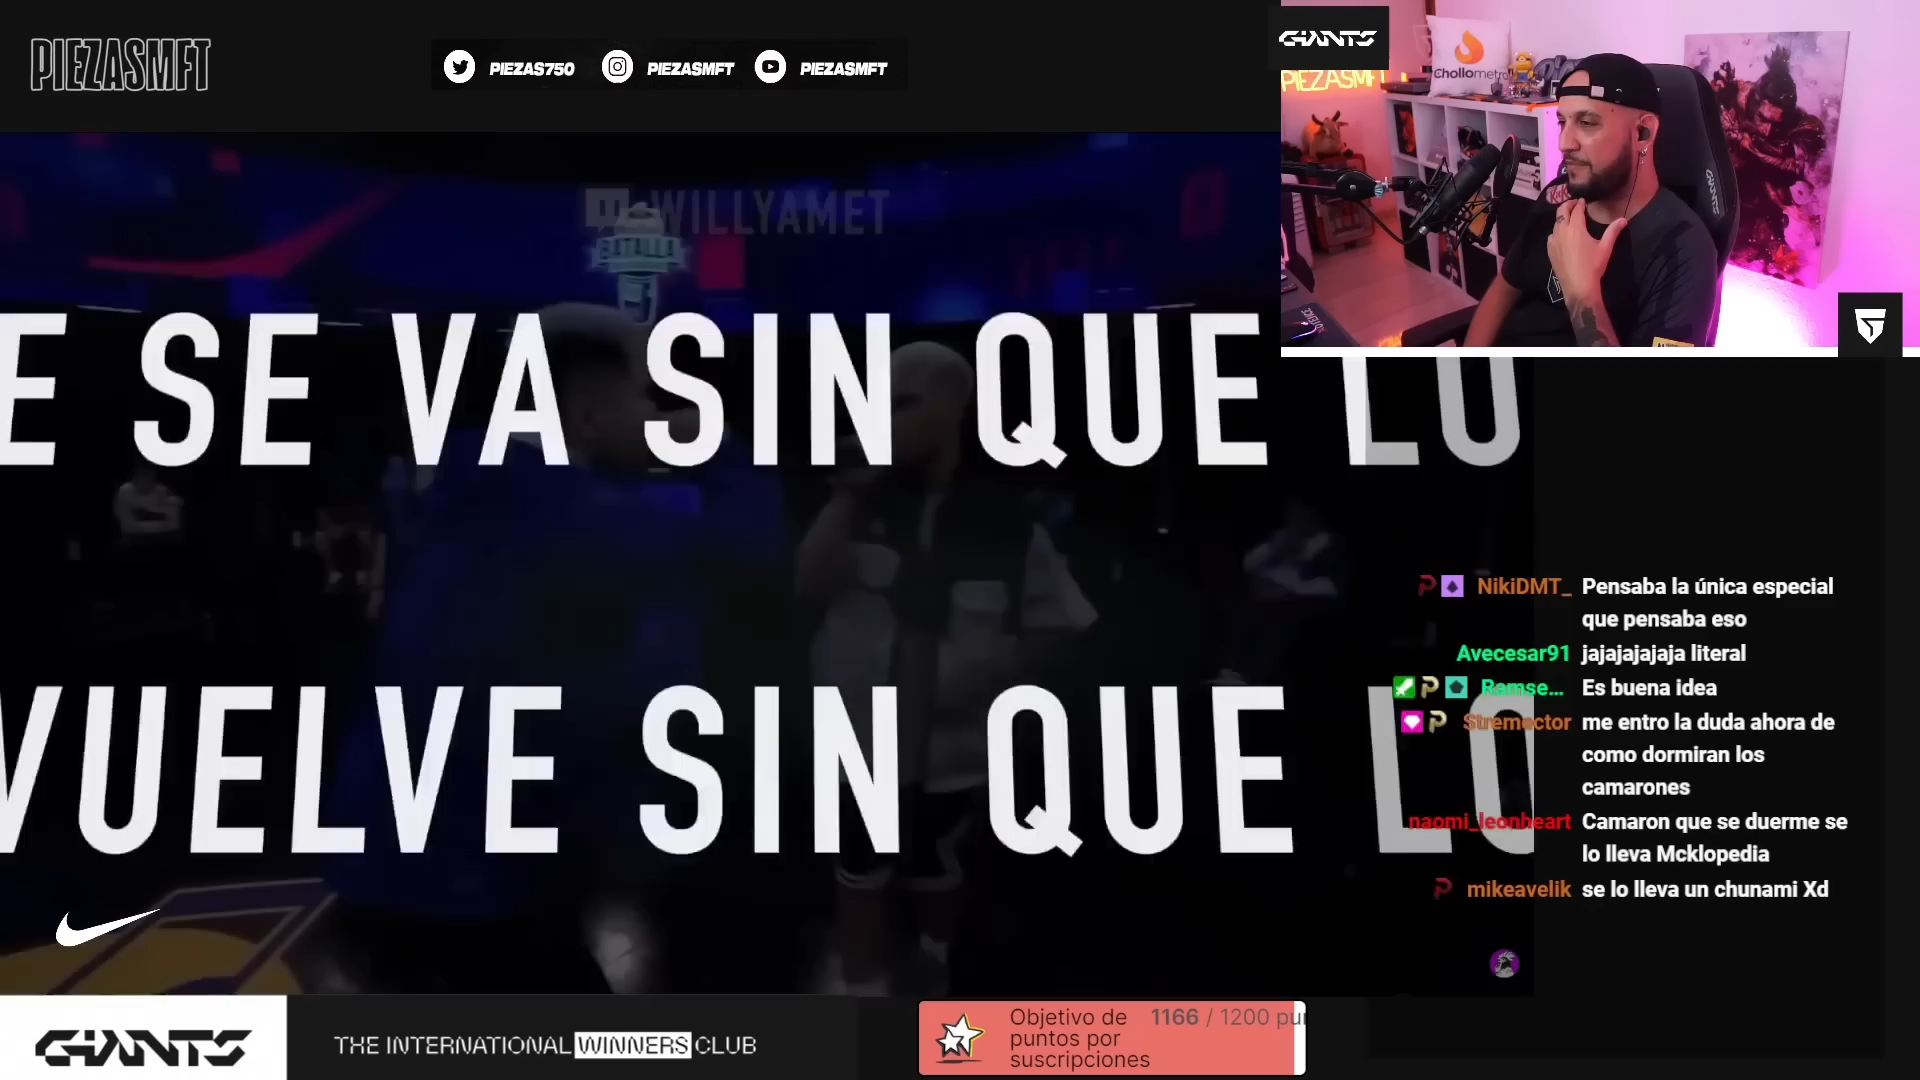 PIEZASMFT
PIEZAS750
PIEZASMFT
PIEZASMFT
GIANTS
PIEZASMFT
Chollometro
WILLYAMET
BATALLA
E SE VA SIN QUE LO
VUELVE SIN QUE LO
NikiDMT_ Pensaba la única especial
que pensaba eso
Avecesar91 jajajajajaja literal
Ramse... Es buena idea
Stremector me entro la duda ahora de
como dormiran los
camarones
naomi_leonheart Camaron que se duerme se
lo lleva Mcklopedia
mikeavelik se lo lleva un chunami Xd
GIANTS
THE INTERNATIONAL WINNERS CLUB
Objetivo de
puntos por
suscripciones
1166 / 1200 pu